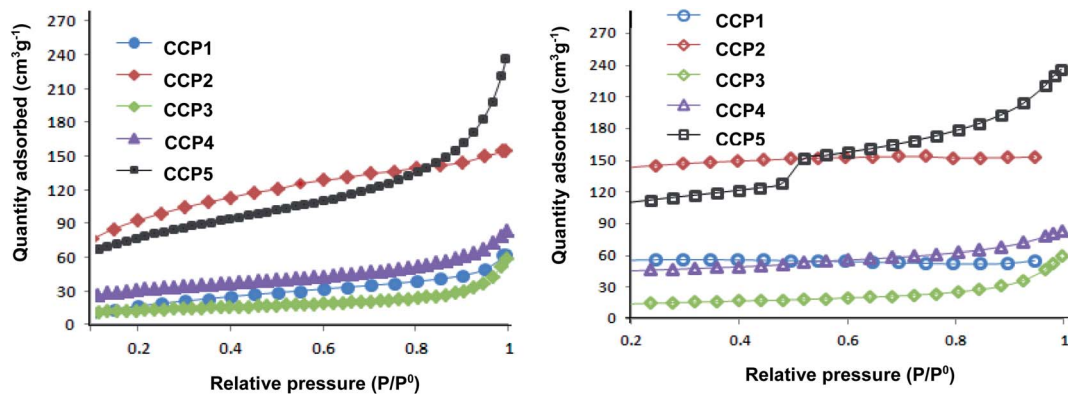 Quantity adsorbed (cm³g⁻¹)
270
240
210
180
150
120
90
60
30
0
CCP1
CCP2
CCP3
CCP4
CCP5
0.2
0.4
0.6
0.8
1
Relative pressure (P/P⁰)
Quantity adsorbed (cm³g⁻¹)
270
240
210
180
150
120
90
60
30
0
CCP1
CCP2
CCP3
CCP4
CCP5
0.2
0.4
0.6
0.8
1
Relative pressure (P/P⁰)